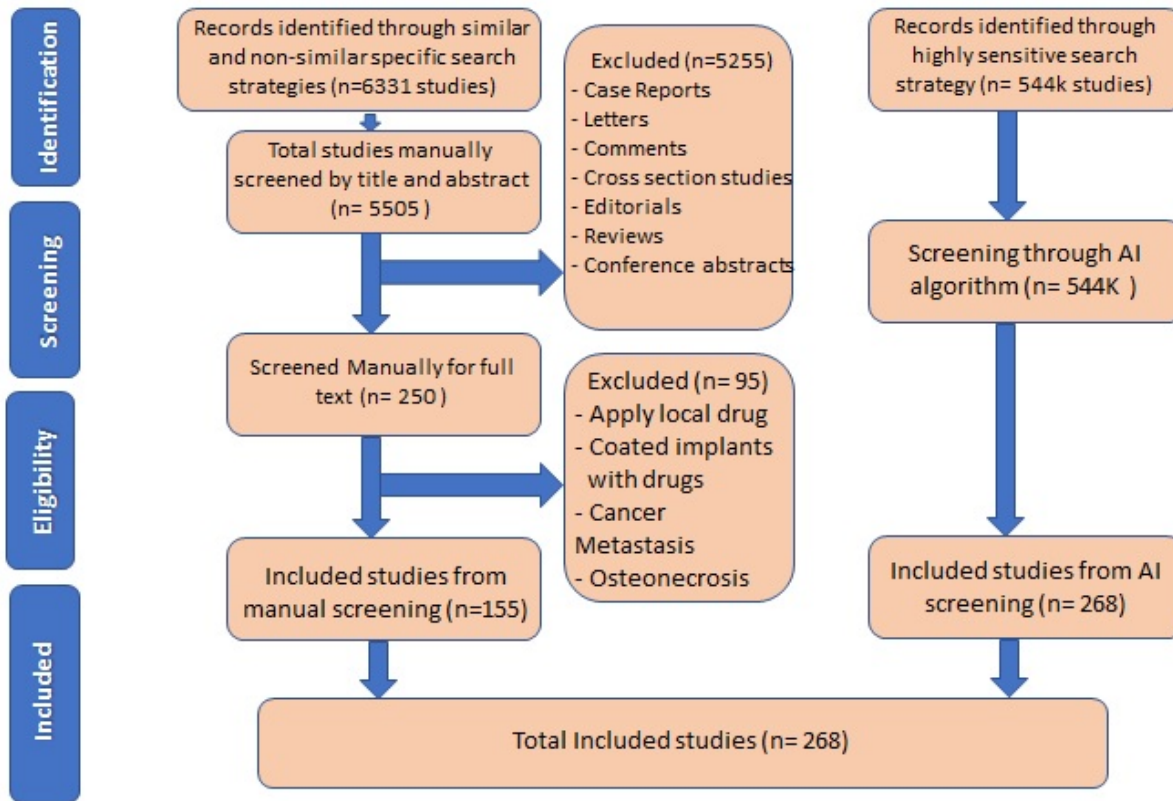 Identification
Screening
Eligibility
Included
Records identified through similar
and non-similar specific search
strategies (n=6331 studies)
Total studies manually
screened by title and abstract
(n= 5505 )
Excluded (n=5255)
- Case Reports
- Letters
- Comments
- Cross section studies
- Editorials
- Reviews
- Conference abstracts
Screened Manually for full
text (n= 250 )
Excluded (n= 95)
- Apply local drug
- Coated implants
with drugs
- Cancer
Metastasis
- Osteonecrosis
Included studies from
manual screening (n=155)
Records identified through
highly sensitive search
strategy (n= 544k studies)
Screening through AI
algorithm (n= 544K )
Included studies from AI
screening (n= 268)
Total Included studies (n= 268)